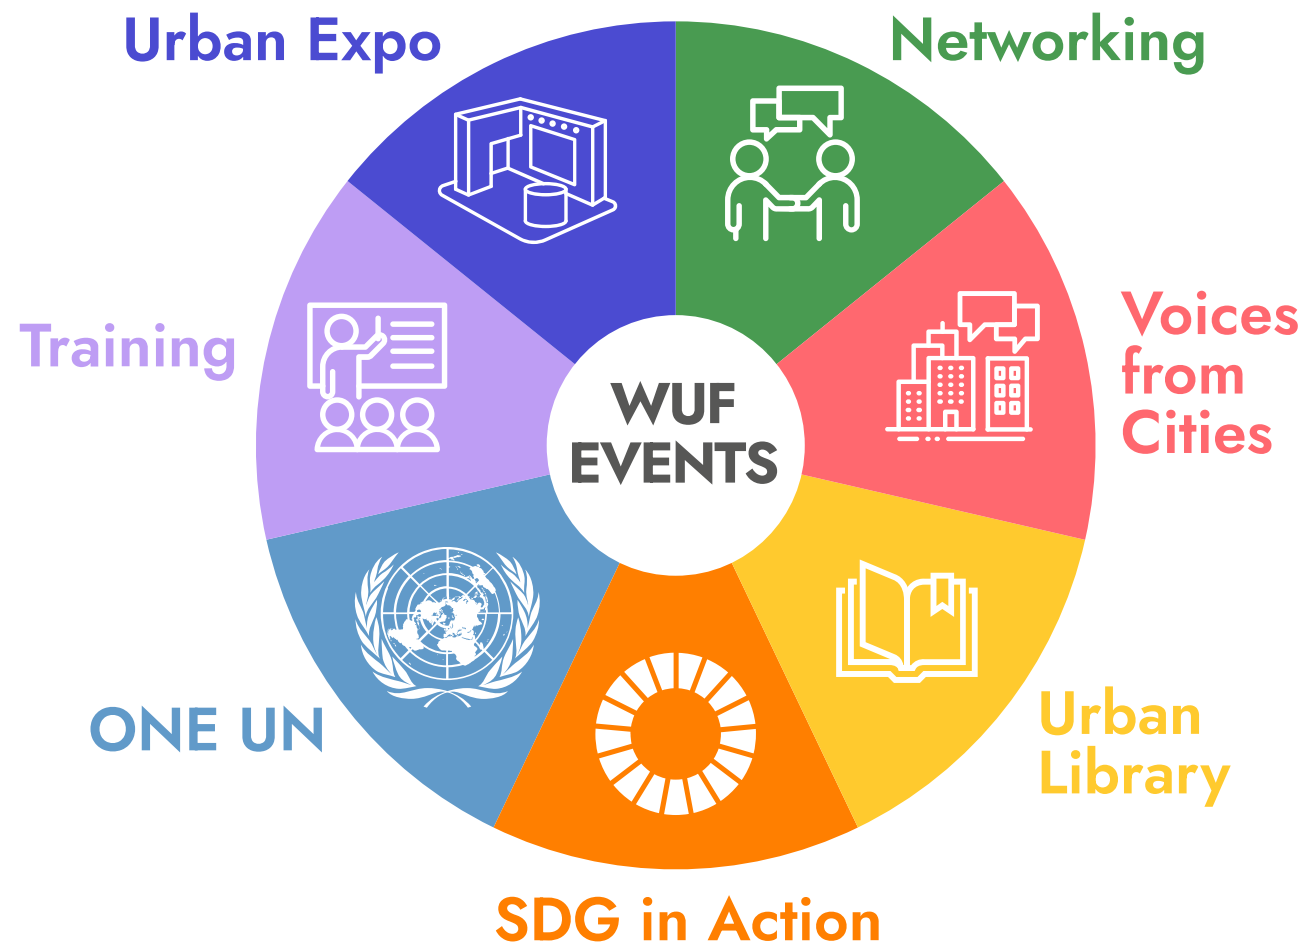 Urban Expo
Networking
Training
WUF
EVENTS
Voices
from
Cities
ONE UN
Urban
Library
SDG in Action